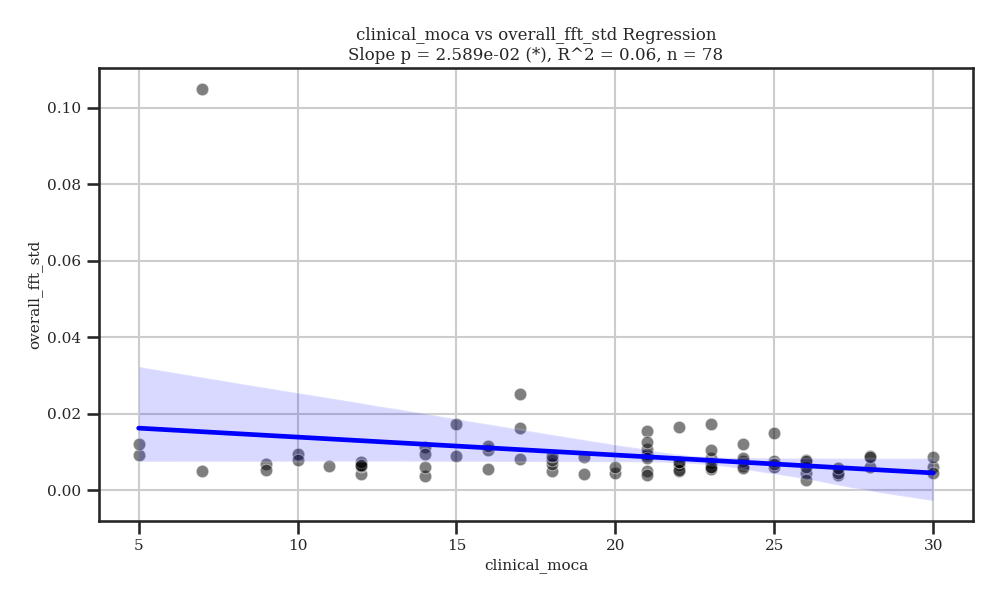 clinical_moca vs overall_fft_std Regression
Slope p = 2.589e-02 (*), R^2 = 0.06, n = 78
overall_fft_std
0.10
0.08
0.06
0.04
0.02
0.00
5 10 15 20 25 30
clinical_moca